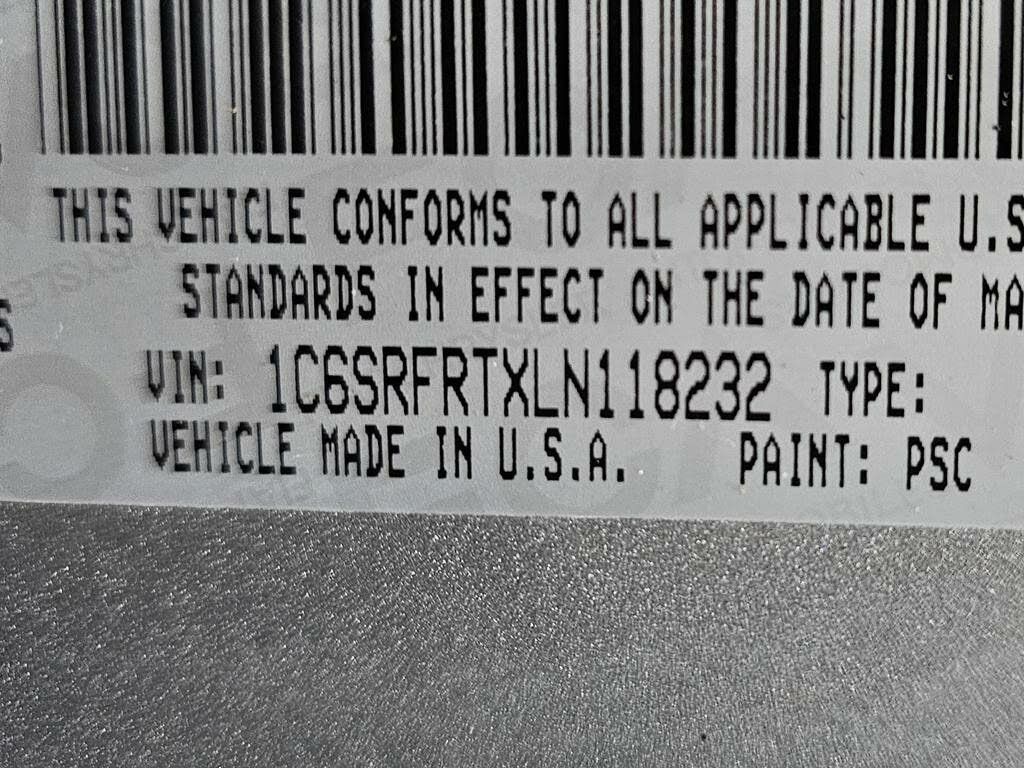 THIS VEHICLE CONFORMS TO ALL APPLICABLE U.S
STANDARDS IN EFFECT ON THE DATE OF MA
S
VIN: 1C6SRFRTXLN118232 TYPE:
VEHICLE MADE IN U.S.A. PAINT: PSC